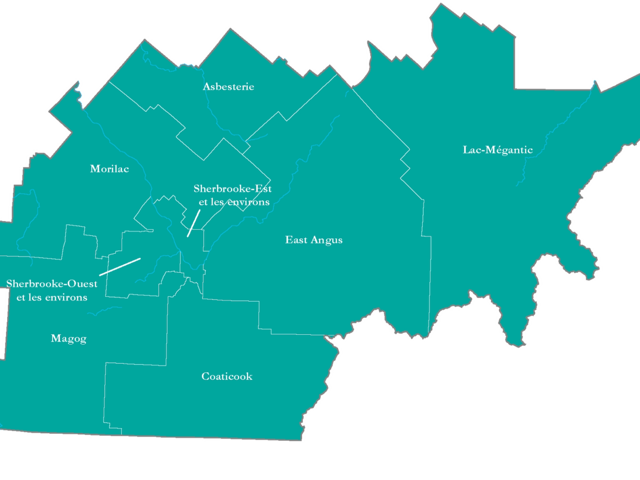 Asbesterie
Lac-Mégantic
Morilac
Sherbrooke-Est
et les environs
East Angus
Sherbrooke-Ouest
et les environs
Magog
Coaticook